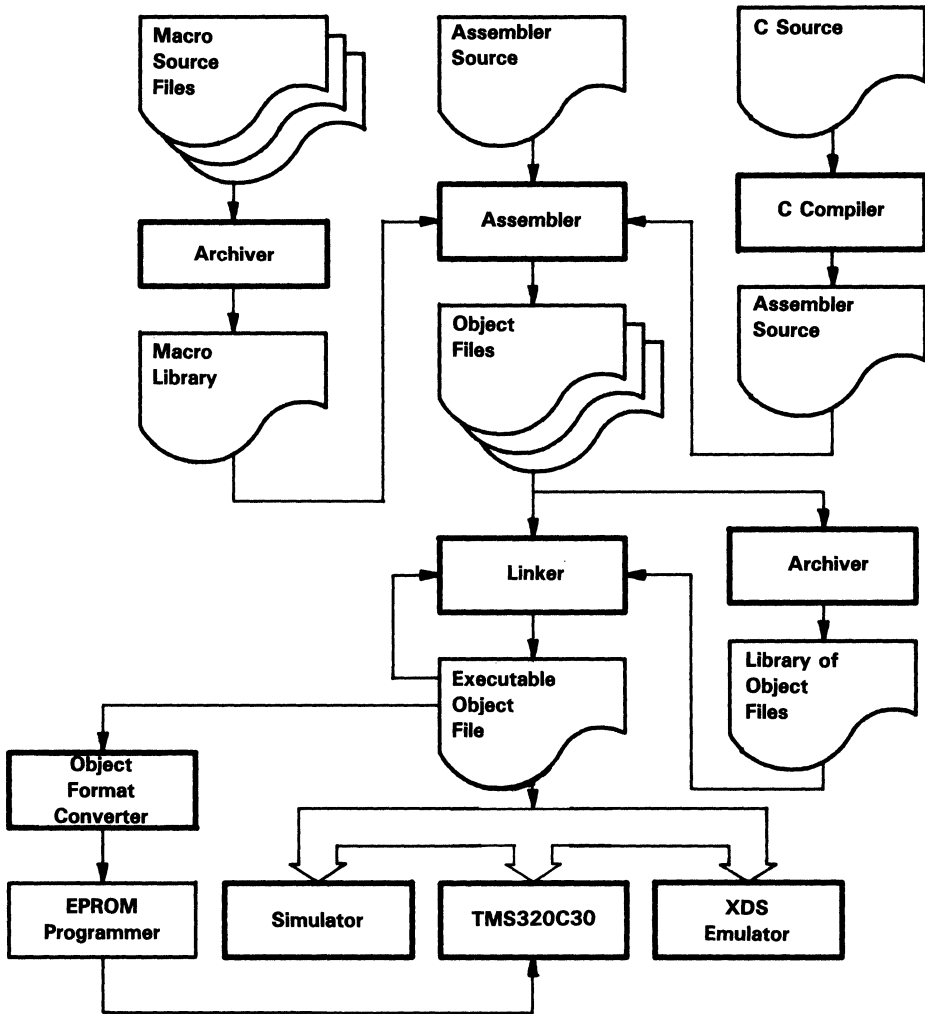 Macro
Source
Files
Assembler
Source
C Source
Archiver
Assembler
C Compiler
Macro
Library
Object
Files
Assembler
Source
Linker
Archiver
Executable
Object
File
Library of
Object
Files
Object
Format
Converter
EPROM
Programmer
Simulator
TMS320C30
XDS
Emulator